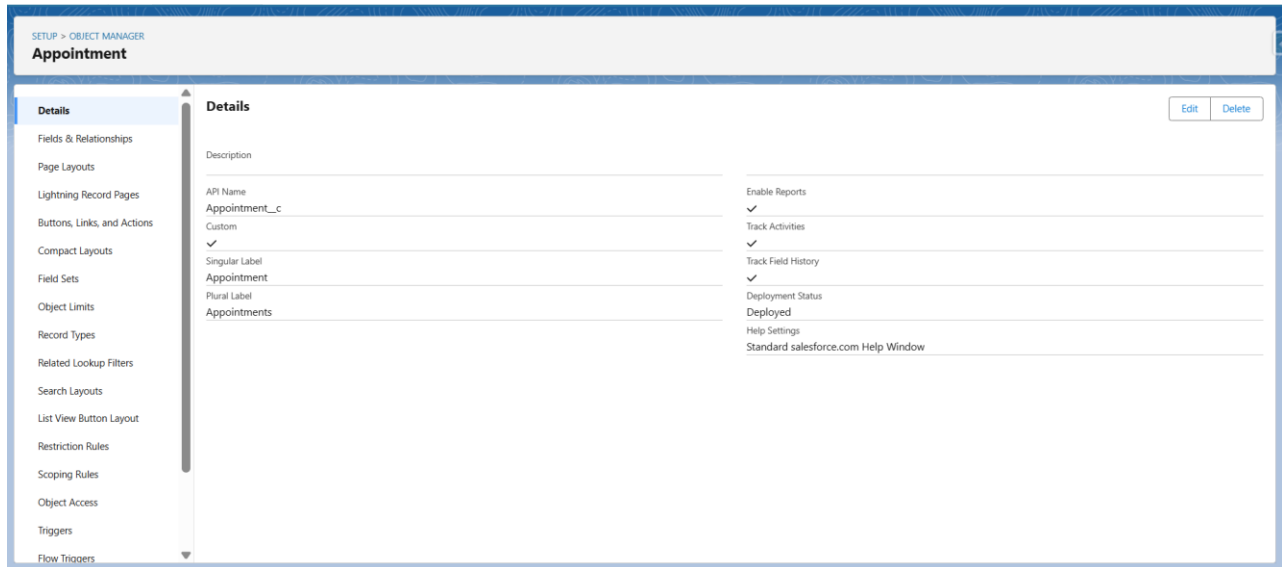 SETUP > OBJECT MANAGER
Appointment
Details
Fields & Relationships
Page Layouts
Lightning Record Pages
Buttons, Links, and Actions
Compact Layouts
Field Sets
Object Limits
Record Types
Related Lookup Filters
Search Layouts
List View Button Layout
Restriction Rules
Scoping Rules
Object Access
Triggers
Flow Triggers
Details
Edit Delete
Description
API Name
Appointment__c
Custom
Singular Label
Appointment
Plural Label
Appointments
Enable Reports
Track Activities
Track Field History
Deployment Status
Deployed
Help Settings
Standard salesforce.com Help Window